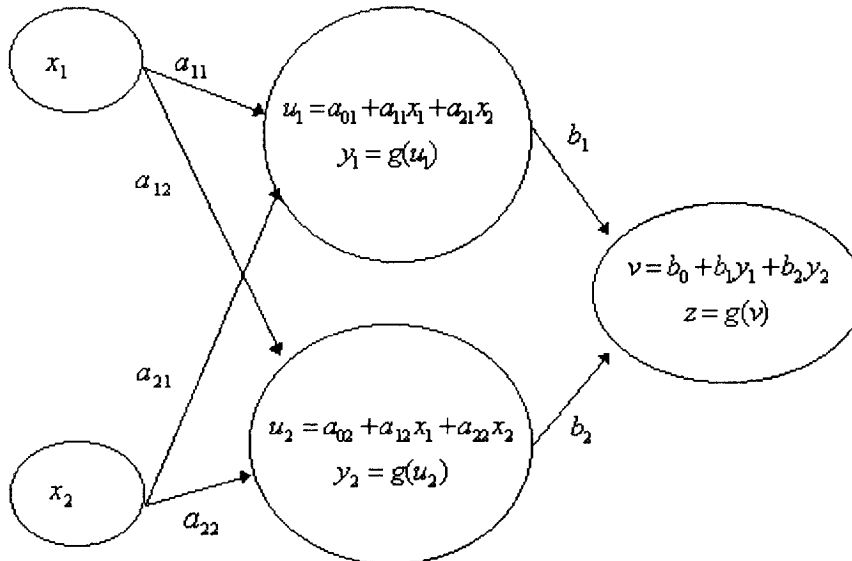 x₁
a₁₁
u₁ = a₀₁ + a₁₁x₁ + a₂₁x₂
y₁ = g(u₁)
b₁
a₁₂
v = b₀ + b₁y₁ + b₂y₂
z = g(v)
a₂₁
u₂ = a₀₂ + a₁₂x₁ + a₂₂x₂
y₂ = g(u₂)
b₂
x₂
a₂₂